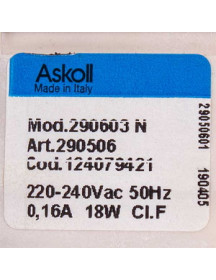 Askoll
Made in Italy
Mod.290603 N
Art.290506
Cod.124079421
220-240Vac 50Hz
0,16A 18W Cl.F
29050601
190405